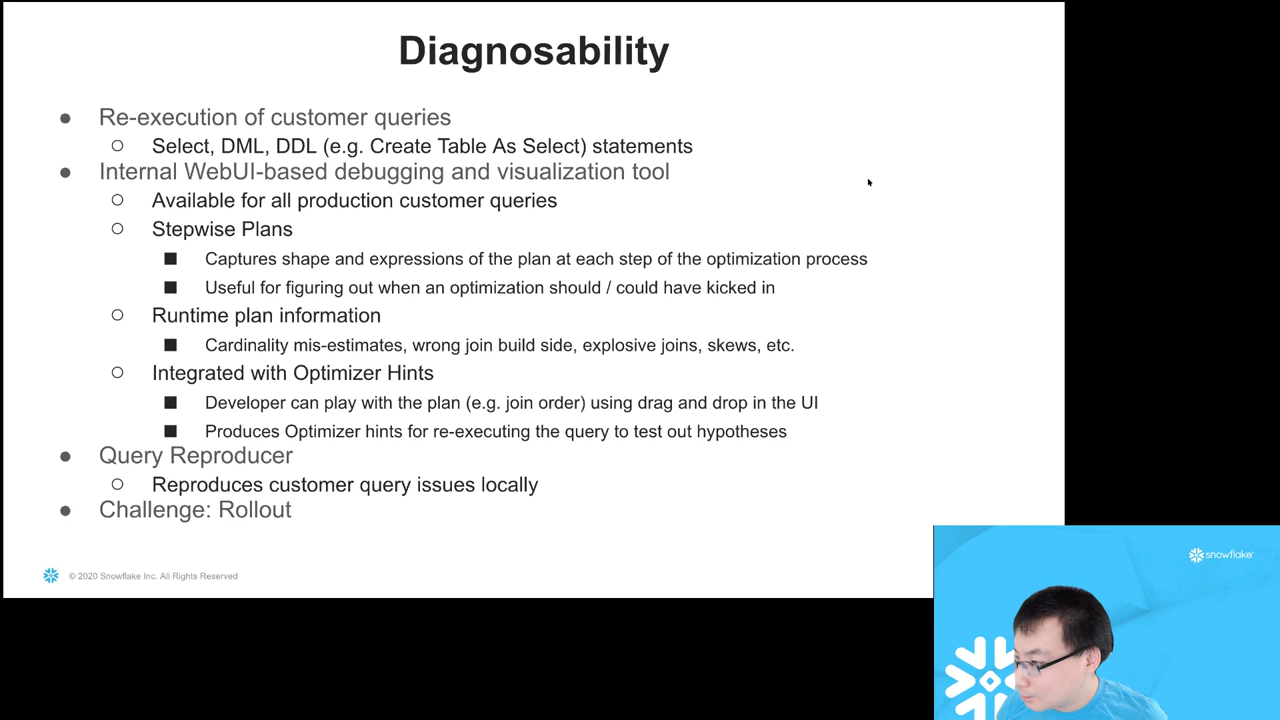 Diagnosability
● Re-execution of customer queries
○ Select, DML, DDL (e.g. Create Table As Select) statements
● Internal WebUI-based debugging and visualization tool
○ Available for all production customer queries
○ Stepwise Plans
■ Captures shape and expressions of the plan at each step of the optimization process
■ Useful for figuring out when an optimization should / could have kicked in
○ Runtime plan information
■ Cardinality mis-estimates, wrong join build side, explosive joins, skews, etc.
○ Integrated with Optimizer Hints
■ Developer can play with the plan (e.g. join order) using drag and drop in the UI
■ Produces Optimizer hints for re-executing the query to test out hypotheses
● Query Reproducer
○ Reproduces customer query issues locally
● Challenge: Rollout
© 2020 Snowflake Inc. All Rights Reserved
snowflake